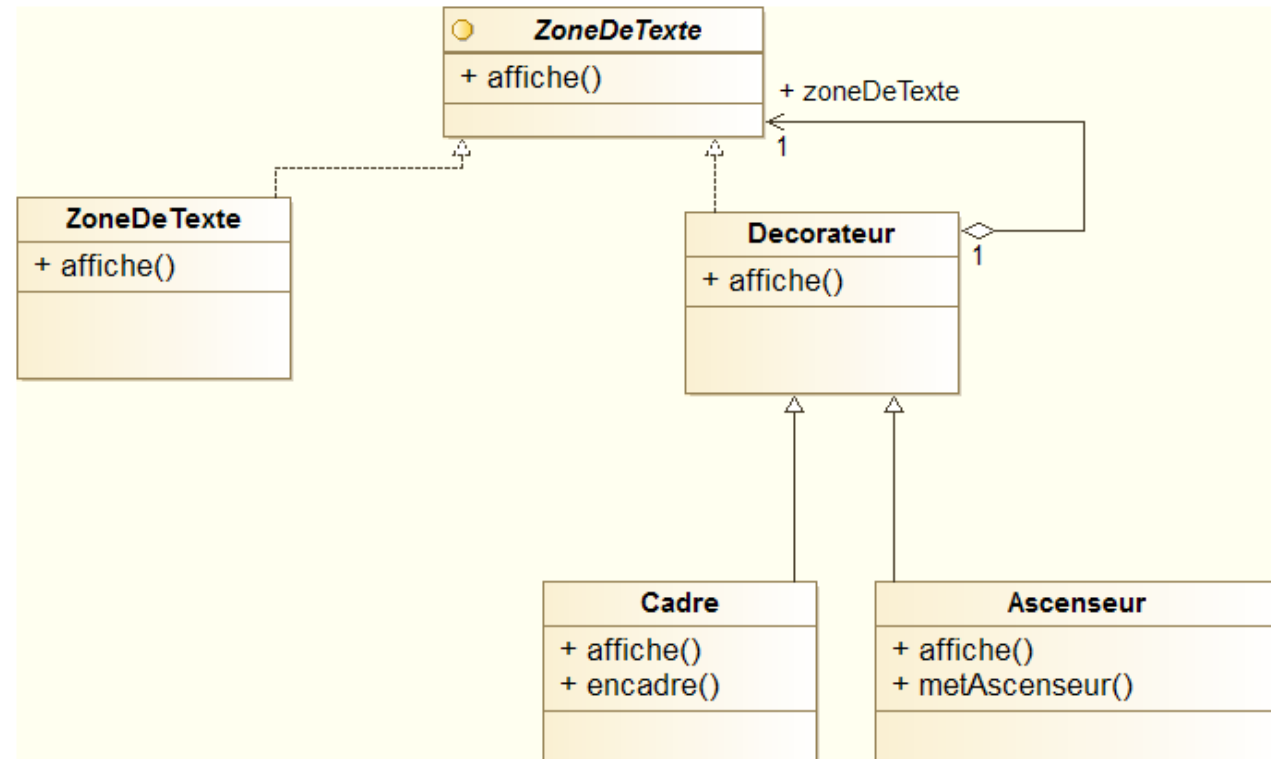 ZoneDeTexte
+ affiche()
+ zoneDeTexte
1
ZoneDeTexte
+ affiche()
Decorateur
1
+ affiche()
Cadre
+ affiche()
+ encadre()
Ascenseur
+ affiche()
+ metAscenseur()